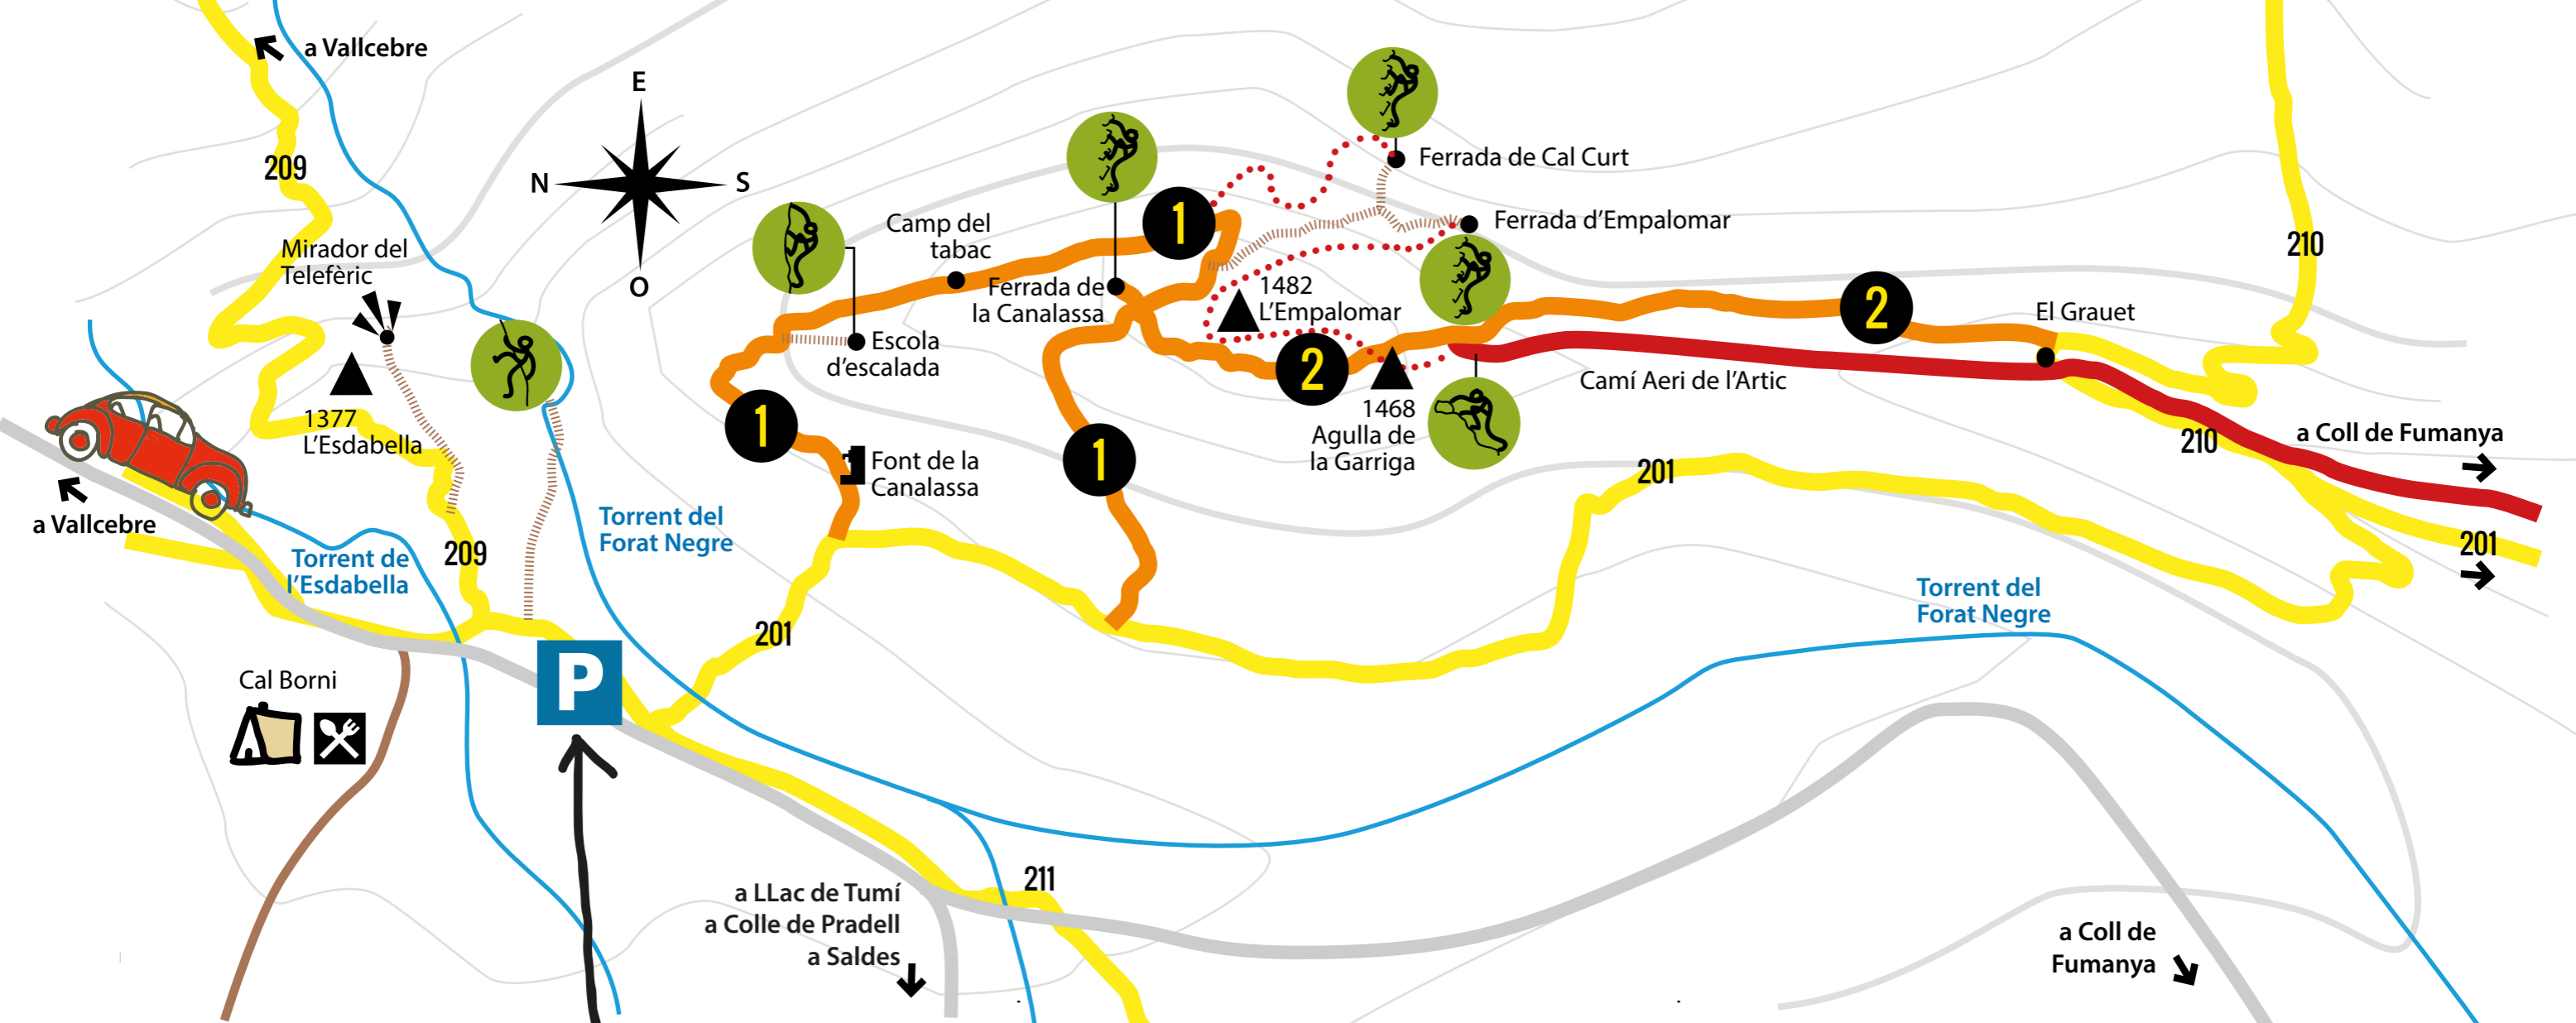 a Vallcebre
209
E
N
S
O
Mirador del
Telefèric
1377
L'Esdabella
a Vallcebre
Torrent de
l'Esdabella
209
Torrent del
Forat Negre
Cal Borni
P
Camp del
tabac
Ferrada de
la Canalassa
Escola
d'escalada
1
1
Font de la
Canalassa
1
201
Ferrada de Cal Curt
Ferrada d'Empalomar
1482
L'Empalomar
2
2
1468
Agulla de
la Garriga
Camí Aeri de l'Artic
El Grauet
210
210
a Coll de Fumanya
201
201
Torrent del
Forat Negre
211
a LLac de Tumí
a Colle de Pradell
a Saldes
a Coll de
Fumanya